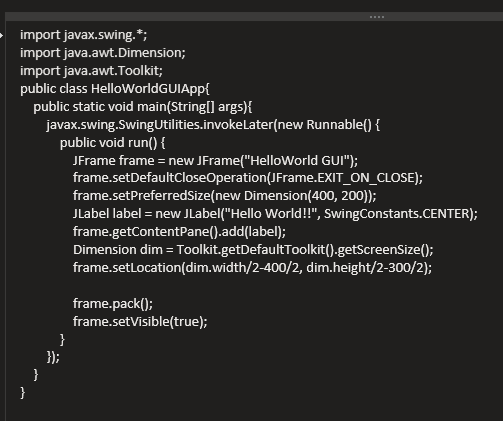 import javax.swing.*;
import java.awt.Dimension;
import java.awt.Toolkit;
public class HelloWorldGUIApp{
public static void main(String[] args){
javax.swing.SwingUtilities.invokeLater(new Runnable() {
public void run() {
JFrame frame = new JFrame("HelloWorld GUI");
frame.setDefaultCloseOperation(JFrame.EXIT_ON_CLOSE);
frame.setPreferredSize(new Dimension(400, 200));
JLabel label = new JLabel("Hello World!!", SwingConstants.CENTER);
frame.getContentPane().add(label);
Dimension dim = Toolkit.getDefaultToolkit().getScreenSize();
frame.setLocation(dim.width/2-400/2, dim.height/2-300/2);
frame.pack();
frame.setVisible(true);
}
});
}
}